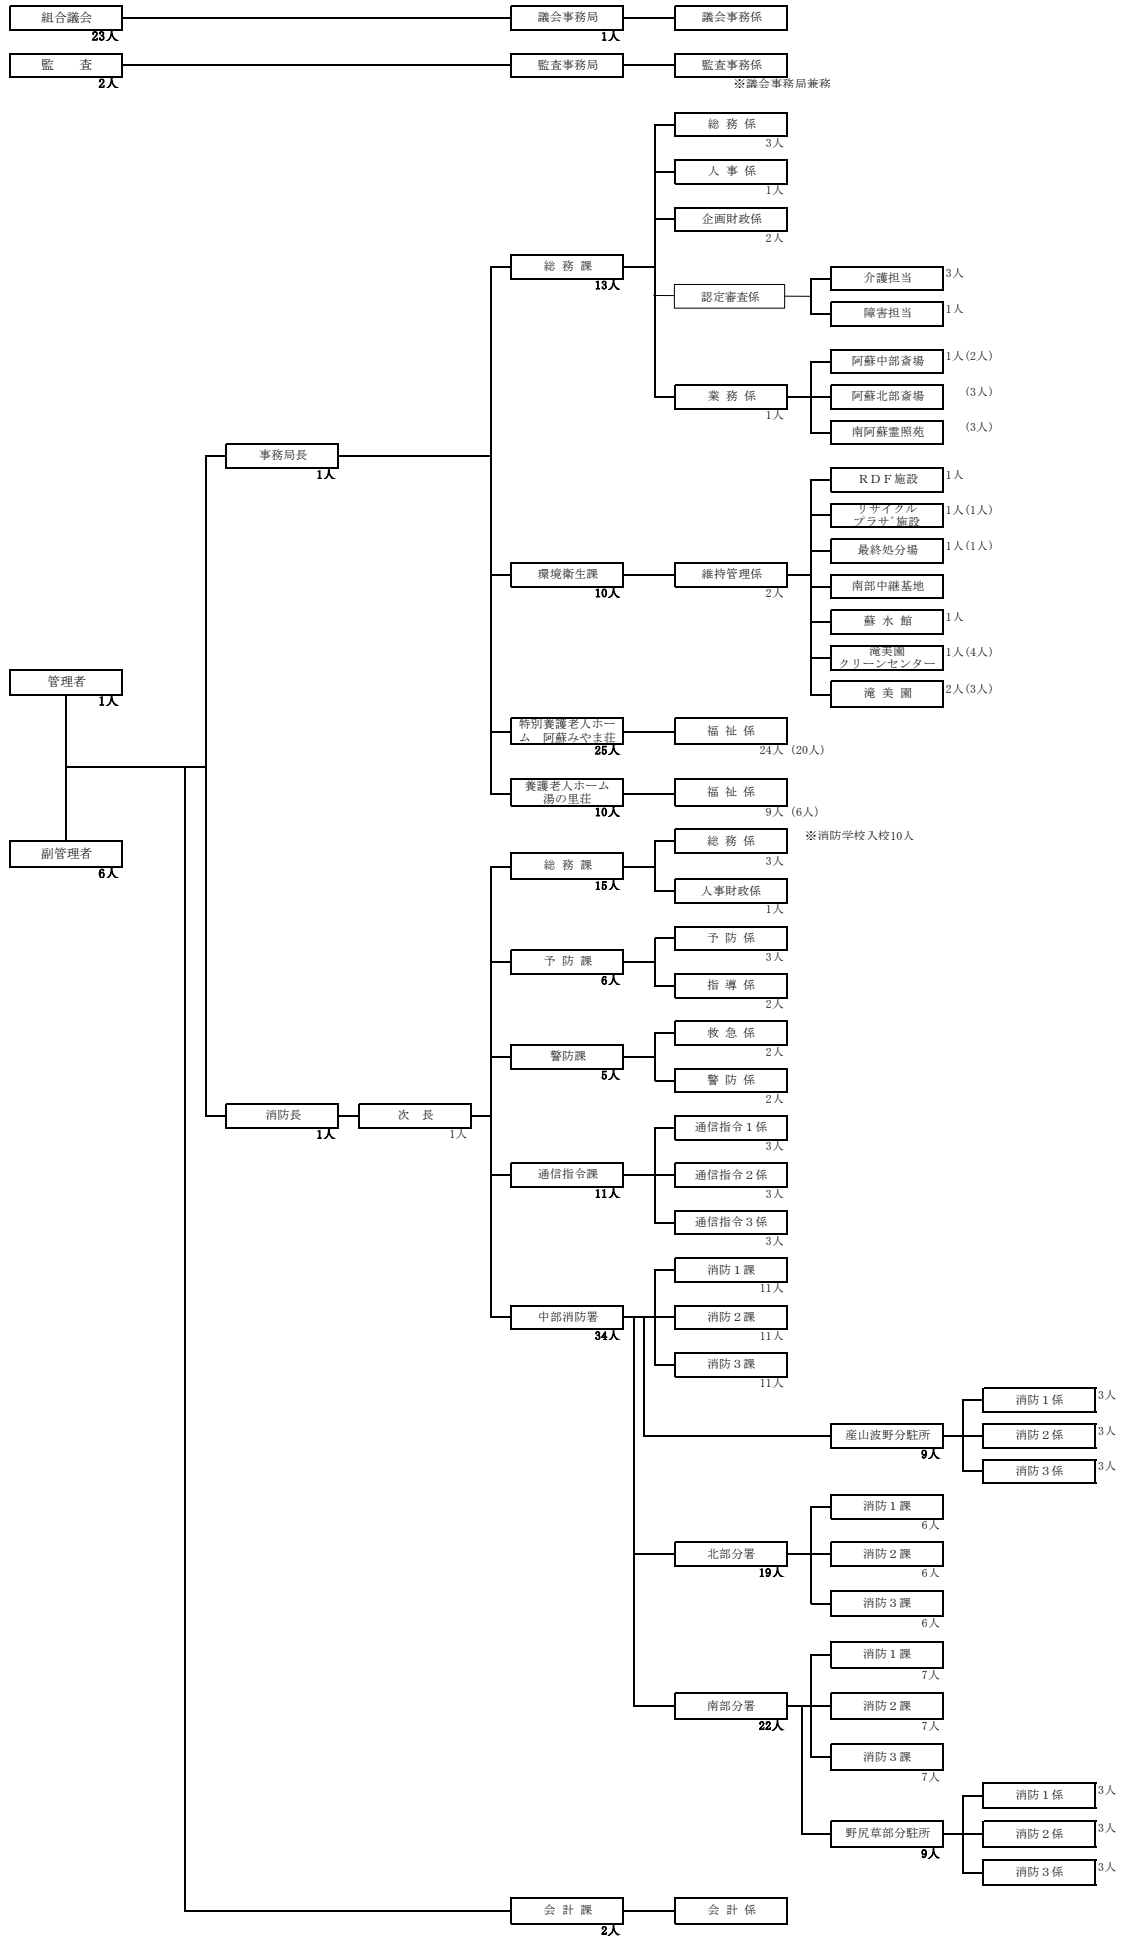 組合議会
23人
議会事務局
1人
議会事務係
監　査
2人
監査事務局
監査事務係
※議会事務局兼務
総 務 係
3人
人 事 係
1人
企画財政係
2人
総 務 課
13人
認定審査係
介護担当
3人
障害担当
1人
業 務 係
1人
阿蘇中部斎場
1人(2人)
阿蘇北部斎場
(3人)
南阿蘇霊照苑
(3人)
事務局長
1人
RDF施設
1人
リサイクル
プラザ施設
1人(1人)
最終処分場
1人(1人)
環境衛生課
10人
維持管理係
2人
南部中継基地
蘇 水 館
1人
滝美園
クリーンセンター
1人(4人)
滝 美 園
2人(3人)
管理者
1人
特別養護老人ホー
ム　阿蘇みやま荘
25人
福 祉 係
24人（20人）
養護老人ホーム
湯の里荘
10人
福 祉 係
9人（6人）
副管理者
6人
総 務 課
15人
総 務 係
3人
※消防学校入校10人
人事財政係
1人
予 防 課
6人
予 防 係
3人
指 導 係
2人
警防課
5人
救 急 係
2人
警 防 係
2人
消防長
1人
次　長
1人
通信指令課
11人
通信指令１係
3人
通信指令２係
3人
通信指令３係
3人
中部消防署
34人
消防１課
11人
消防２課
11人
消防３課
11人
産山波野分駐所
9人
消防１係
3人
消防２係
3人
消防３係
3人
北部分署
19人
消防１課
6人
消防２課
6人
消防３課
6人
南部分署
22人
消防１課
7人
消防２課
7人
消防３課
7人
野尻草部分駐所
9人
消防１係
3人
消防２係
3人
消防３係
3人
会 計 課
2人
会 計 係